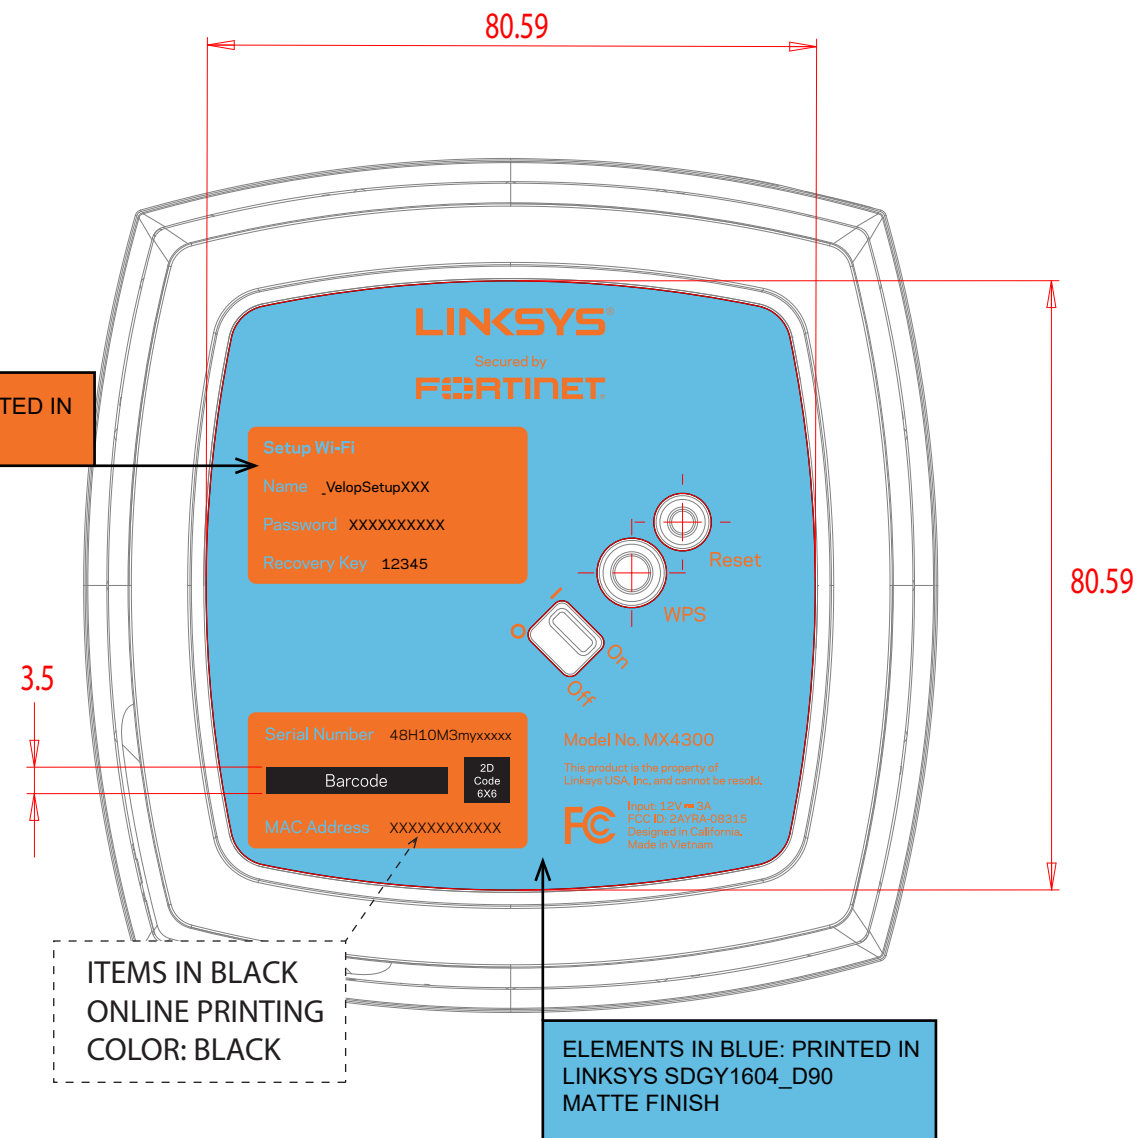 80.59
LINKSYS®
Secured by
FORTINET®
TED IN
Setup Wi-Fi
Name _VelopSetupXXX
Password XXXXXXXXXX
Recovery Key 12345
Reset
WPS
I
O
On
Off
80.59
3.5
Serial Number 48H10M3myxxxxx
Barcode
2D
Code
6X6
MAC Address XXXXXXXXXXXX
Model No. MX4300
This product is the property of
Linksys USA, Inc, and cannot be resold.
FC
Input: 12V⎓3A
FCC ID: 2AYRA-08315
Designed in California.
Made in Vietnam
ITEMS IN BLACK
ONLINE PRINTING
COLOR: BLACK
ELEMENTS IN BLUE: PRINTED IN
LINKSYS SDGY1604_D90
MATTE FINISH